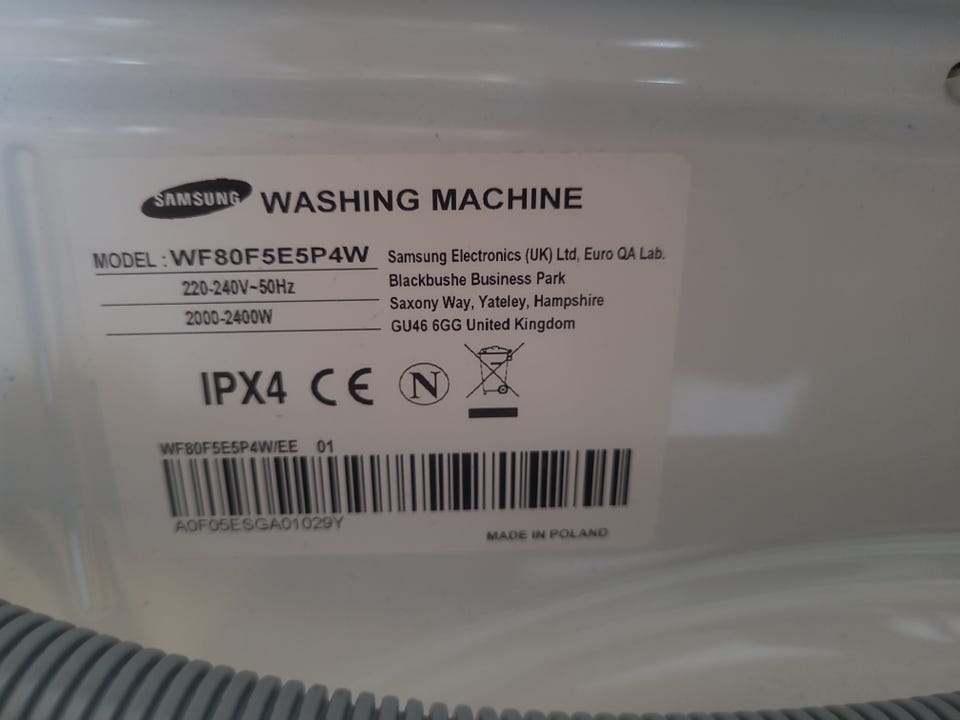 SAMSUNG WASHING MACHINE
MODEL : WF80F5E5P4W
220-240V~50Hz
2000-2400W
Samsung Electronics (UK) Ltd, Euro QA Lab.
Blackbushe Business Park
Saxony Way, Yateley, Hampshire
GU46 6GG United Kingdom
IPX4 CE N
WF80F5E5P4W/EE 01
A0F05ESGA01029Y
MADE IN POLAND